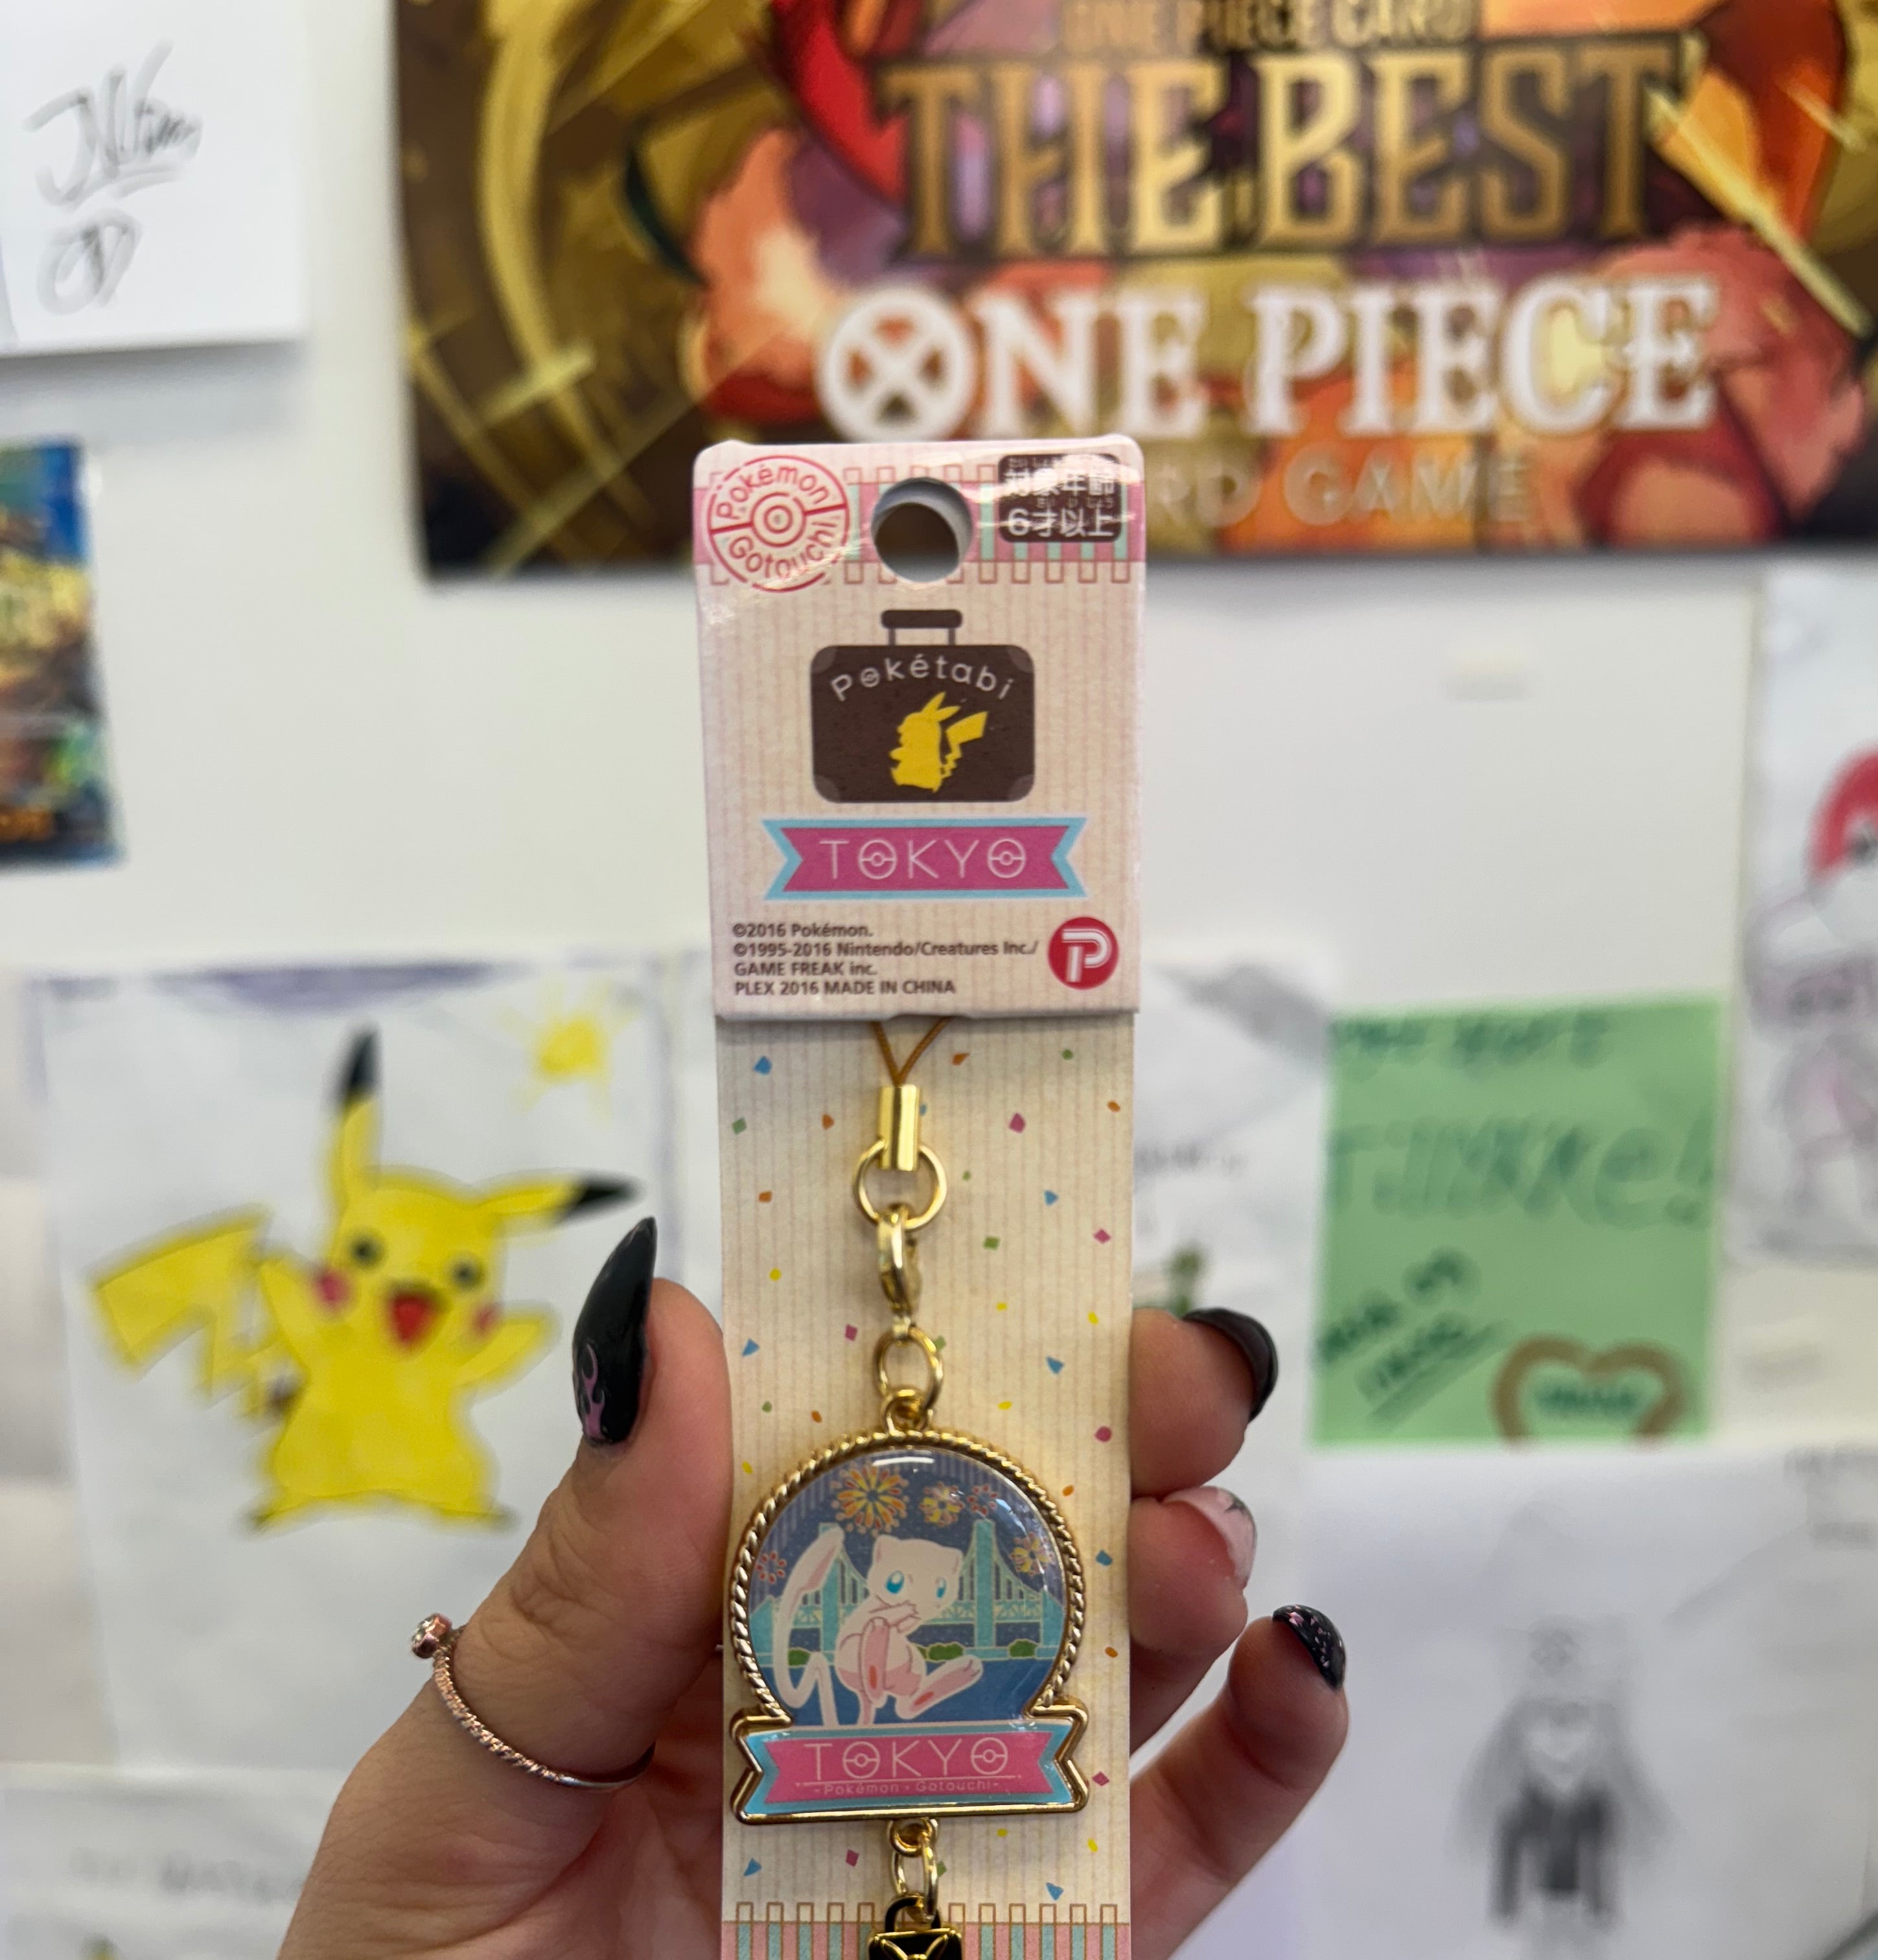 ONE PIECE CARD
THE BEST
ONE PIECE
RD GAME
Pokémon
Gotouchi
対象年齢
6才以上
Pokétabi
TOKYO
©2016 Pokémon.
©1995-2016 Nintendo/Creatures Inc./
GAME FREAK inc.
PLEX 2016 MADE IN CHINA
P
TOKYO
-Pokémon×Gotouchi-